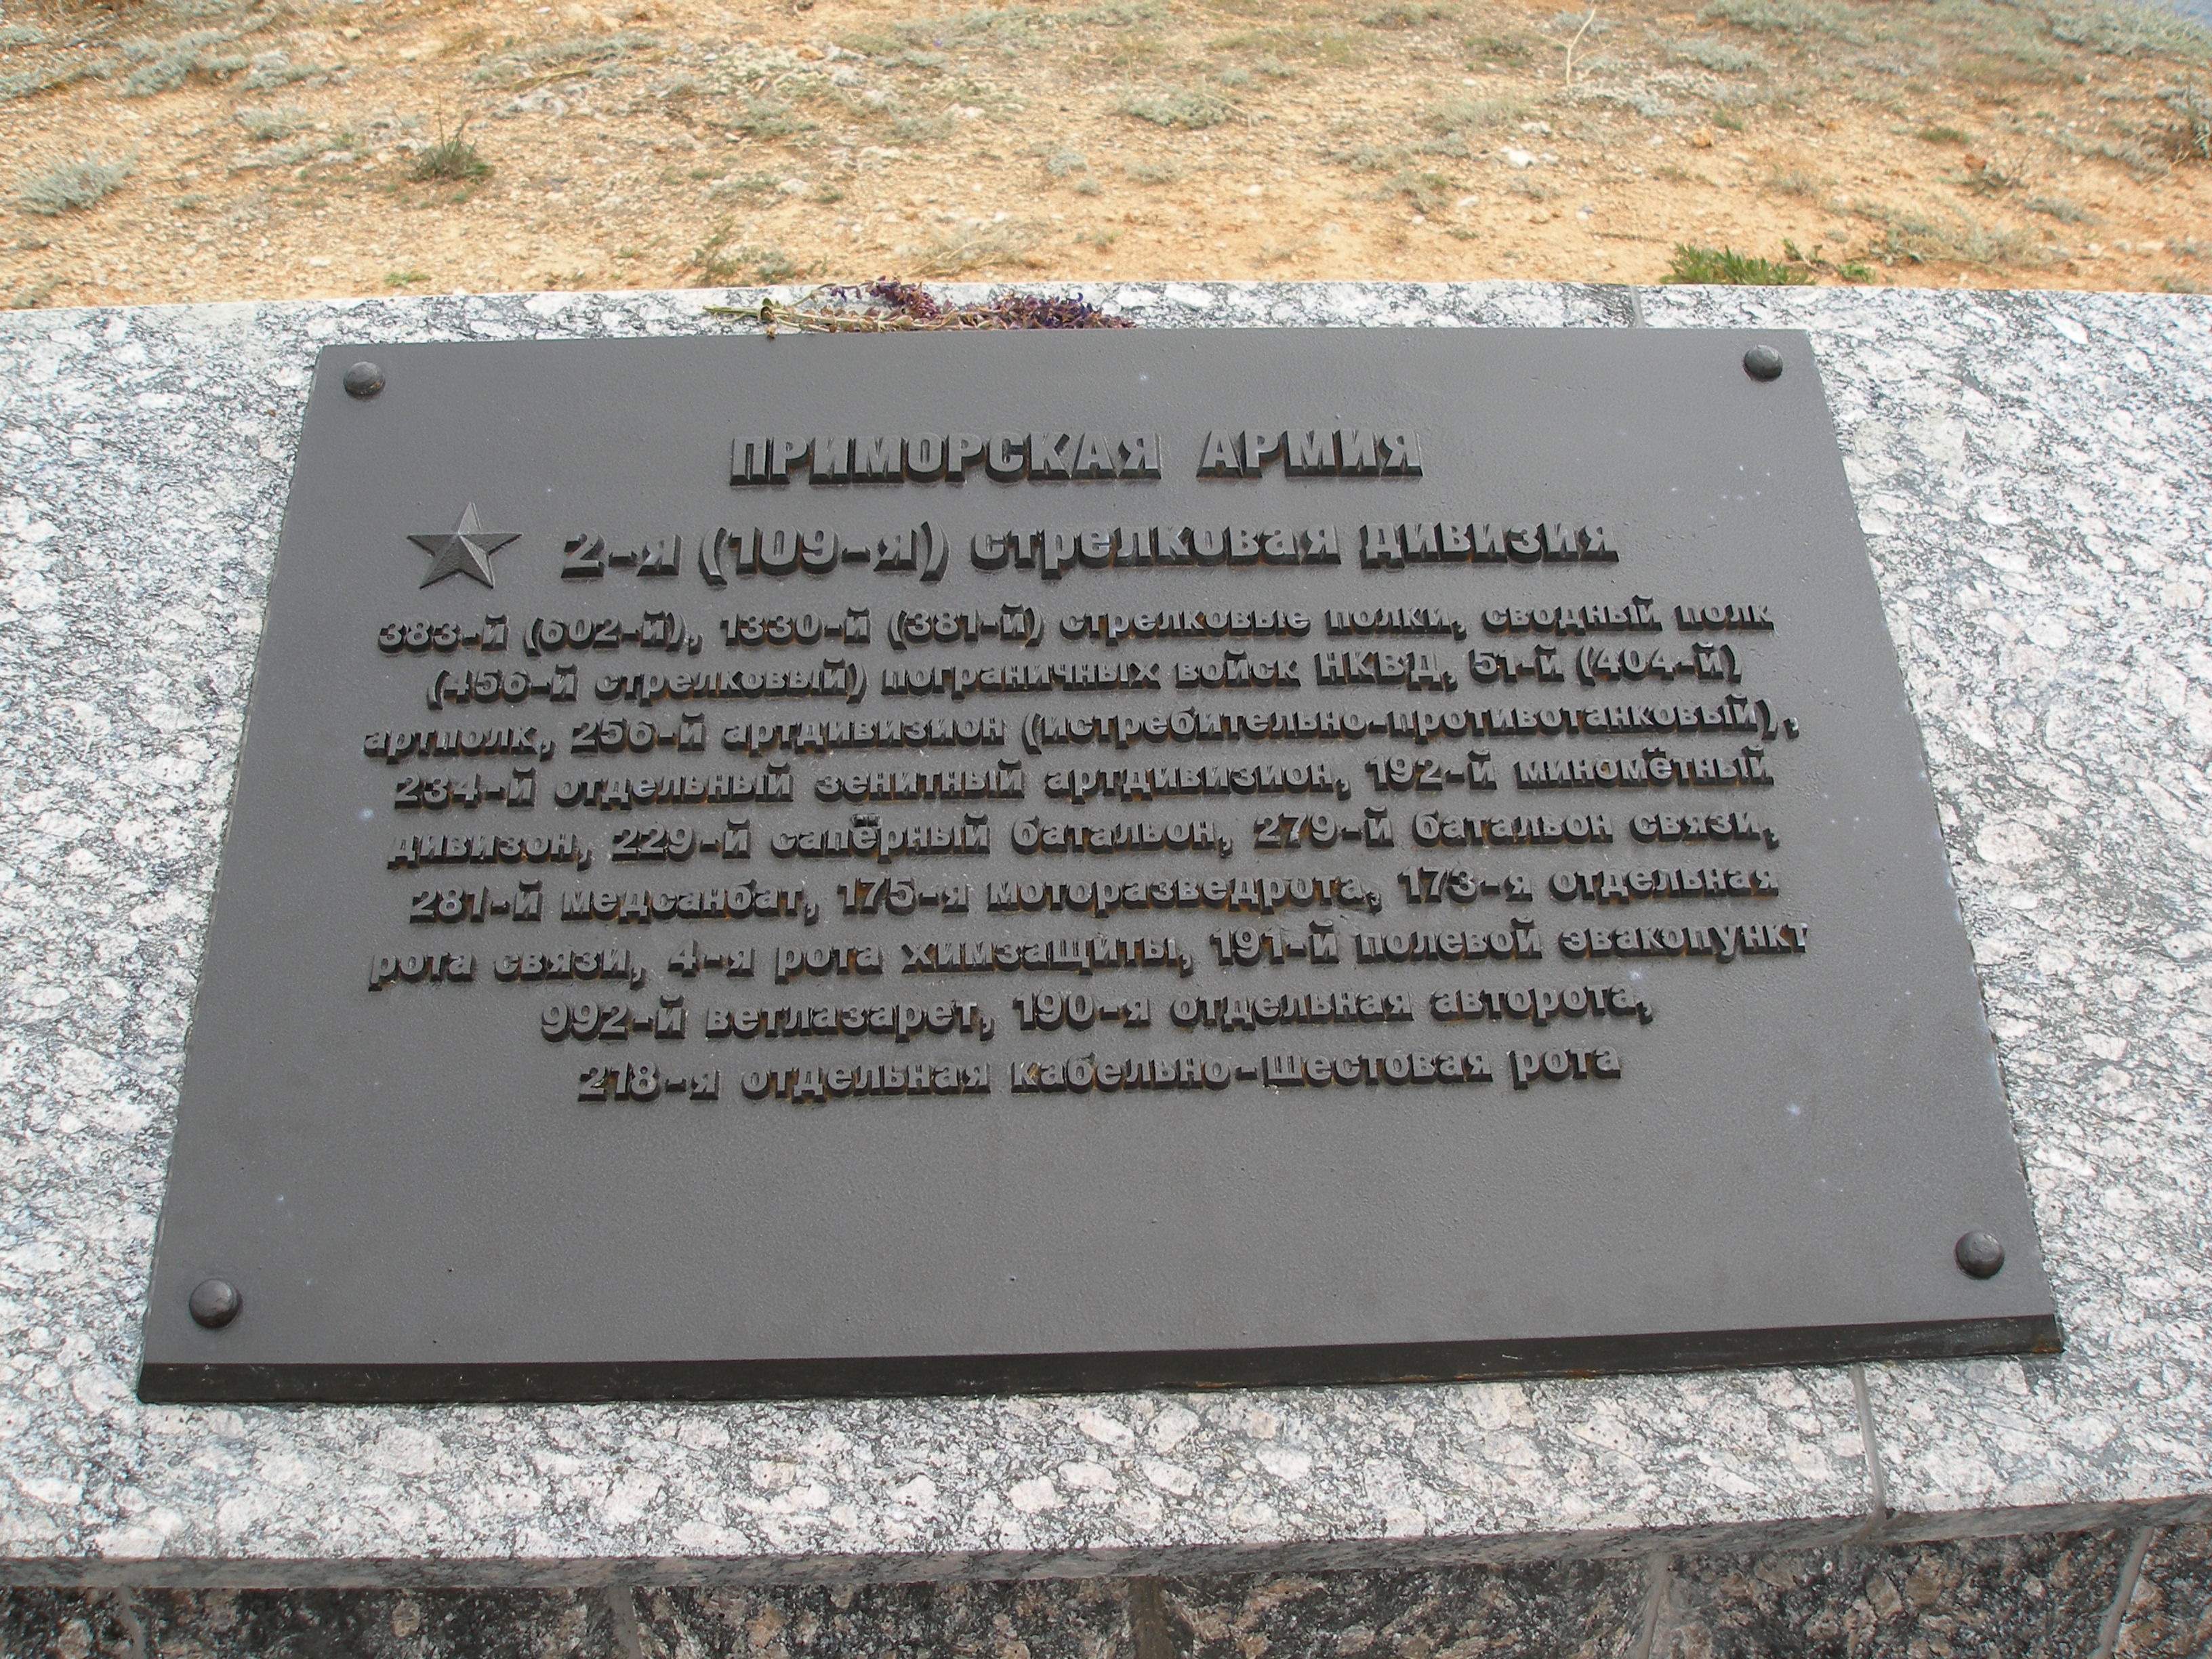 ПРИМОРСКАЯ АРМИЯ
2-я (109-я) стрелковая дивизия
383-й (602-й), 1330-й (381-й) стрелковые полки, сводный полк
(456-й стрелковый) пограничных войск НКВД, 51-й (404-й)
артполк, 256-й артдивизион (истребительно-противотанковый),
234-й отдельный зенитный артдивизион, 192-й миномётный
дивизон, 229-й сапёрный батальон, 279-й батальон связи,
281-й медсанбат, 175-я моторазведрота, 173-я отдельная
рота связи, 4-я рота химзащиты, 191-й полевой эвакопункт
992-й ветлазарет, 190-я отдельная авторота,
218-я отдельная кабельно-шестовая рота